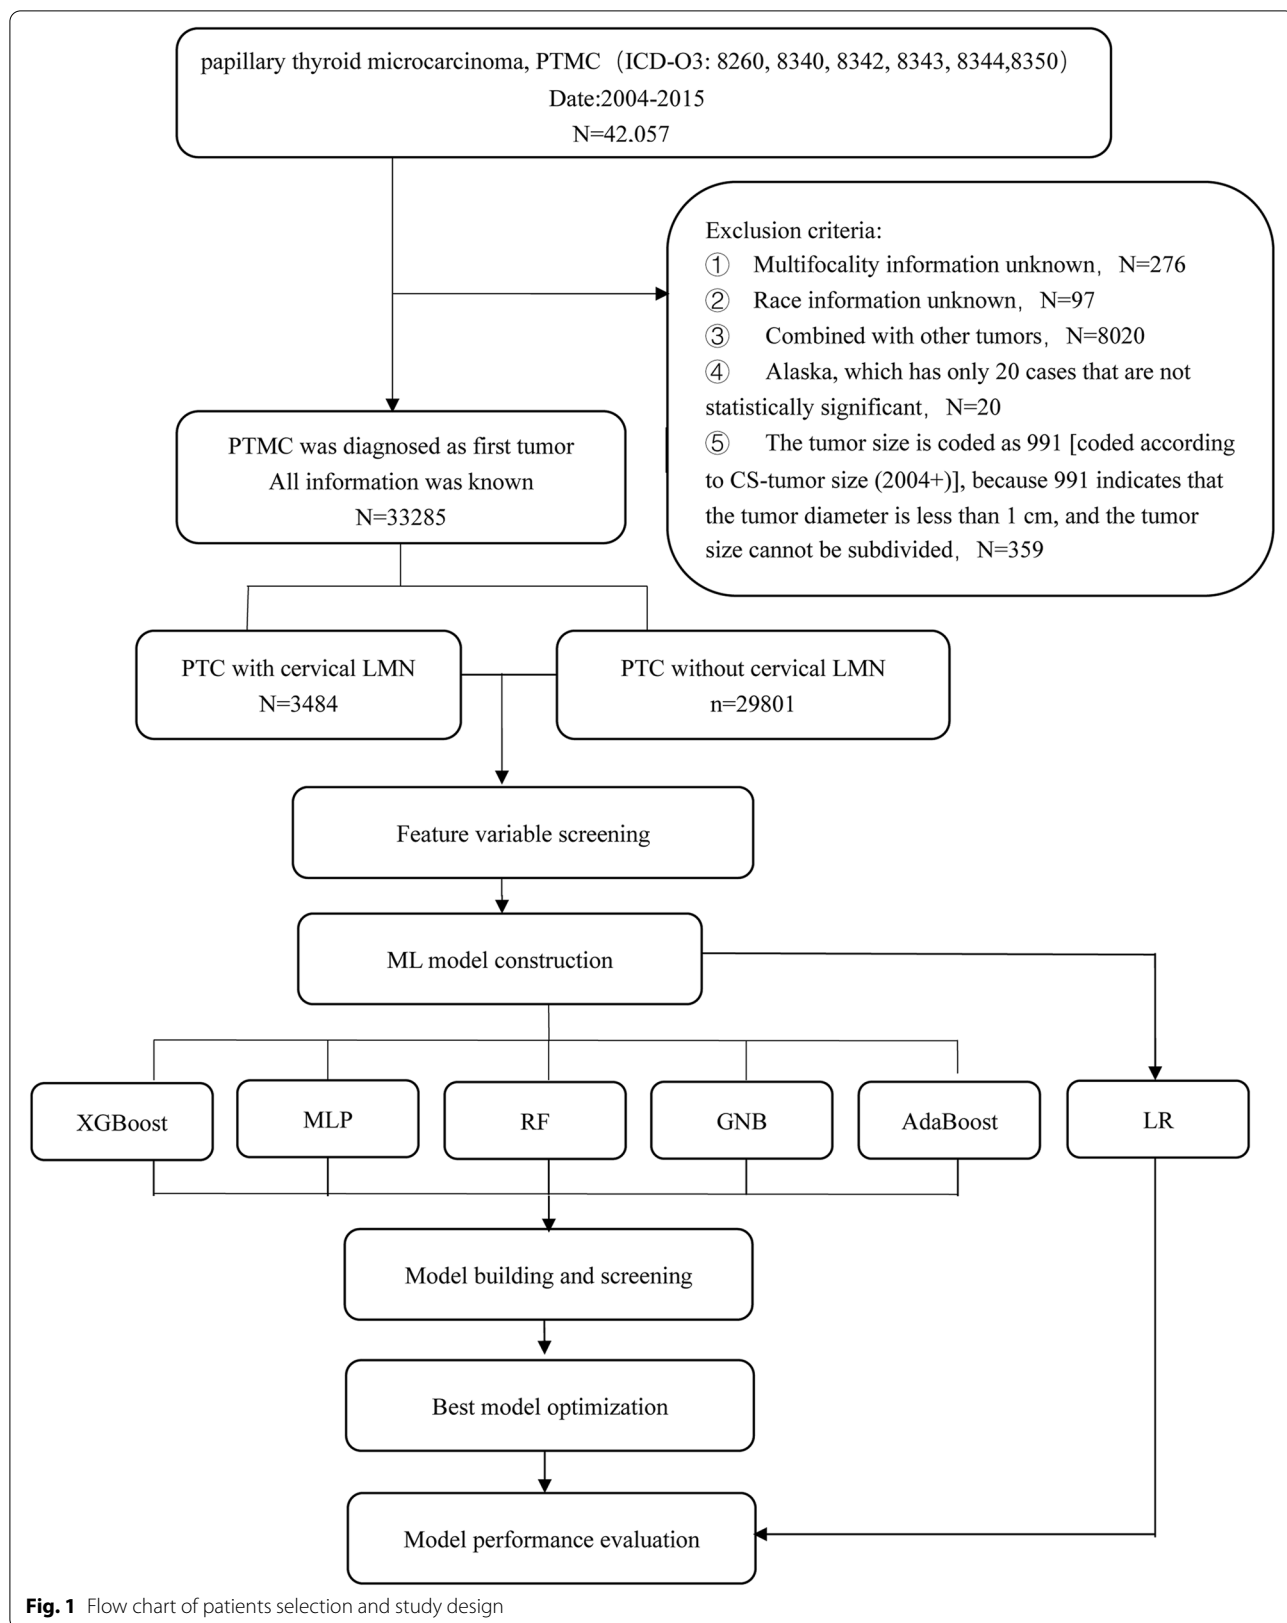 papillary thyroid microcarcinoma, PTMC（ICD-O3: 8260, 8340, 8342, 8343, 8344,8350）
Date:2004-2015
N=42.057
Exclusion criteria:
① Multifocality information unknown, N=276
② Race information unknown, N=97
③ Combined with other tumors, N=8020
④ Alaska, which has only 20 cases that are not
statistically significant, N=20
⑤ The tumor size is coded as 991 [coded according
to CS-tumor size (2004+)], because 991 indicates that
the tumor diameter is less than 1 cm, and the tumor
size cannot be subdivided, N=359
PTMC was diagnosed as first tumor
All information was known
N=33285
PTC with cervical LMN
N=3484
PTC without cervical LMN
n=29801
Feature variable screening
ML model construction
XGBoost
MLP
RF
GNB
AdaBoost
LR
Model building and screening
Best model optimization
Model performance evaluation
Fig. 1 Flow chart of patients selection and study design